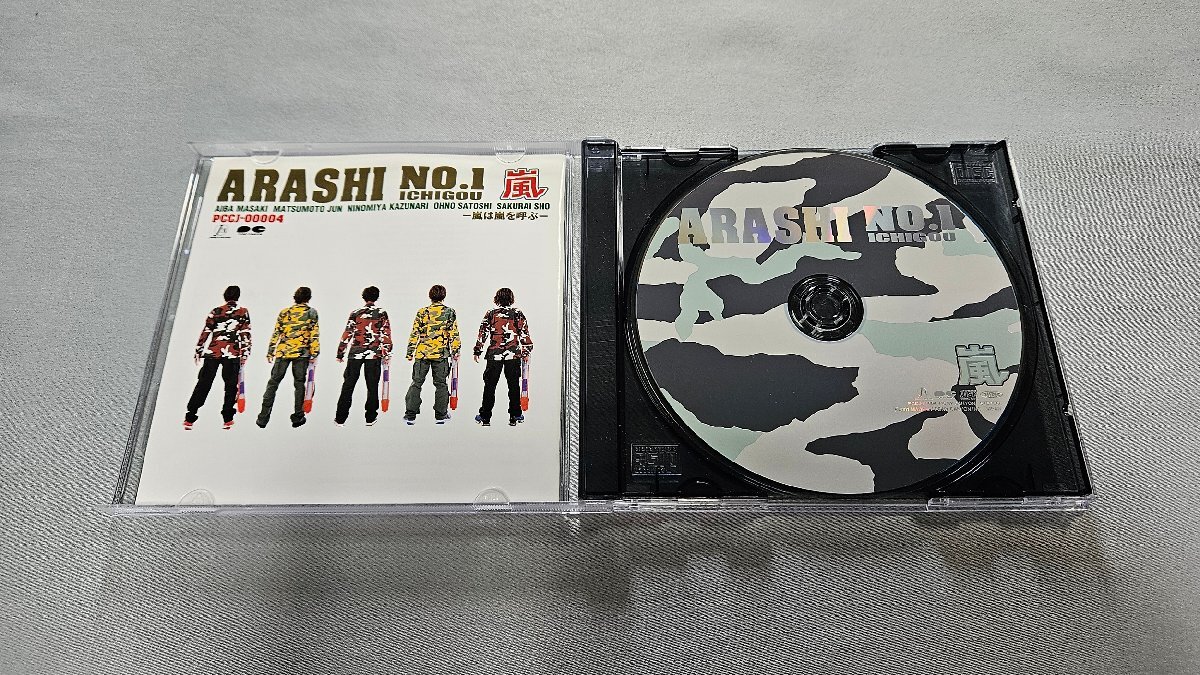 ARASHI NO.1
ICHIGOU
嵐
AIBA MASAKI MATSUMOTO JUN NINOMIYA KAZUNARI OHNO SATOSHI SAKURAI SHO
PCCJ-00004
−嵐は嵐を呼ぶ−
ARASHI NO.1
ICHIGOU
嵐